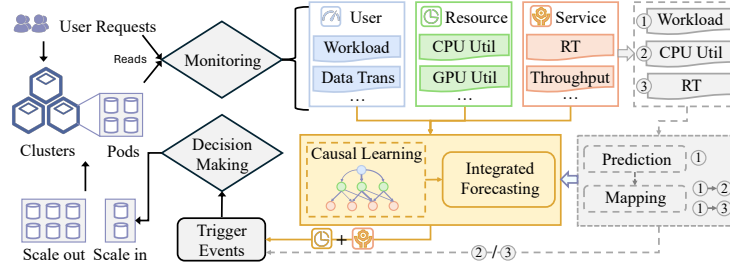 User Requests
Reads
Monitoring
Clusters
Pods
Scale out
Scale in
User
Workload
Data Trans
...
Resource
CPU Util
GPU Util
...
Service
RT
Throughput
...
① Workload
② CPU Util
③ RT
Decision
Making
Trigger
Events
Causal Learning
Integrated
Forecasting
+
Prediction ①
Mapping
①→②
①→③
②/③